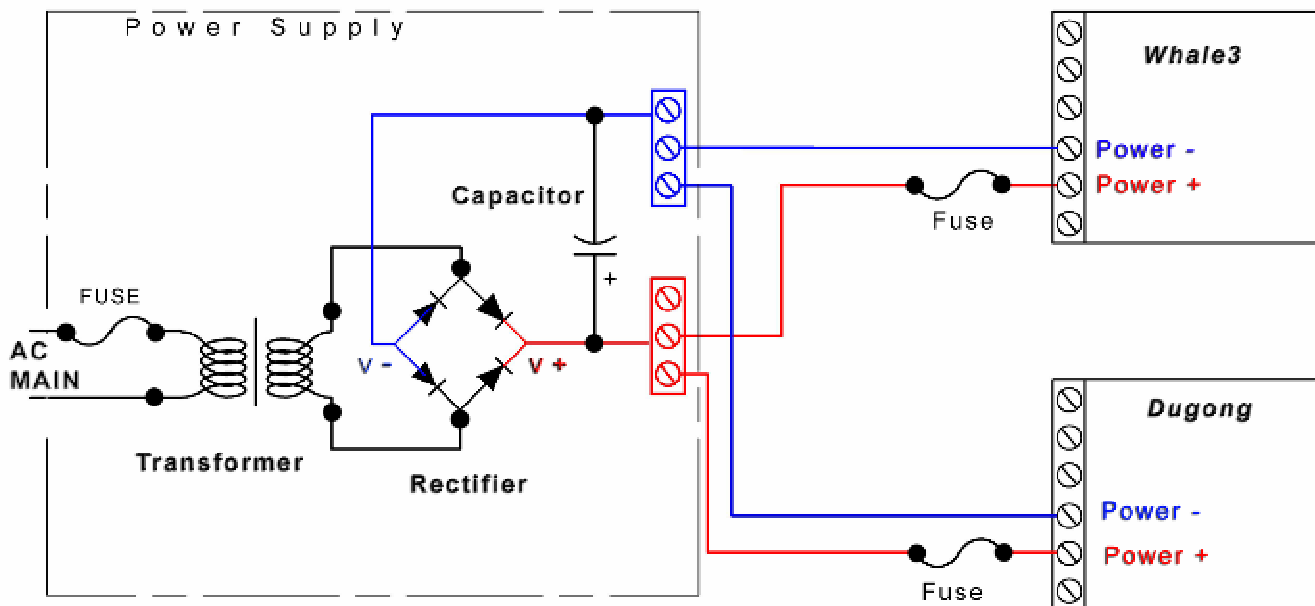 Power Supply
Whale3
Power -
Power +
Fuse
Capacitor
+
FUSE
AC
MAIN
V -
V +
Transformer
Rectifier
Dugong
Power -
Power +
Fuse